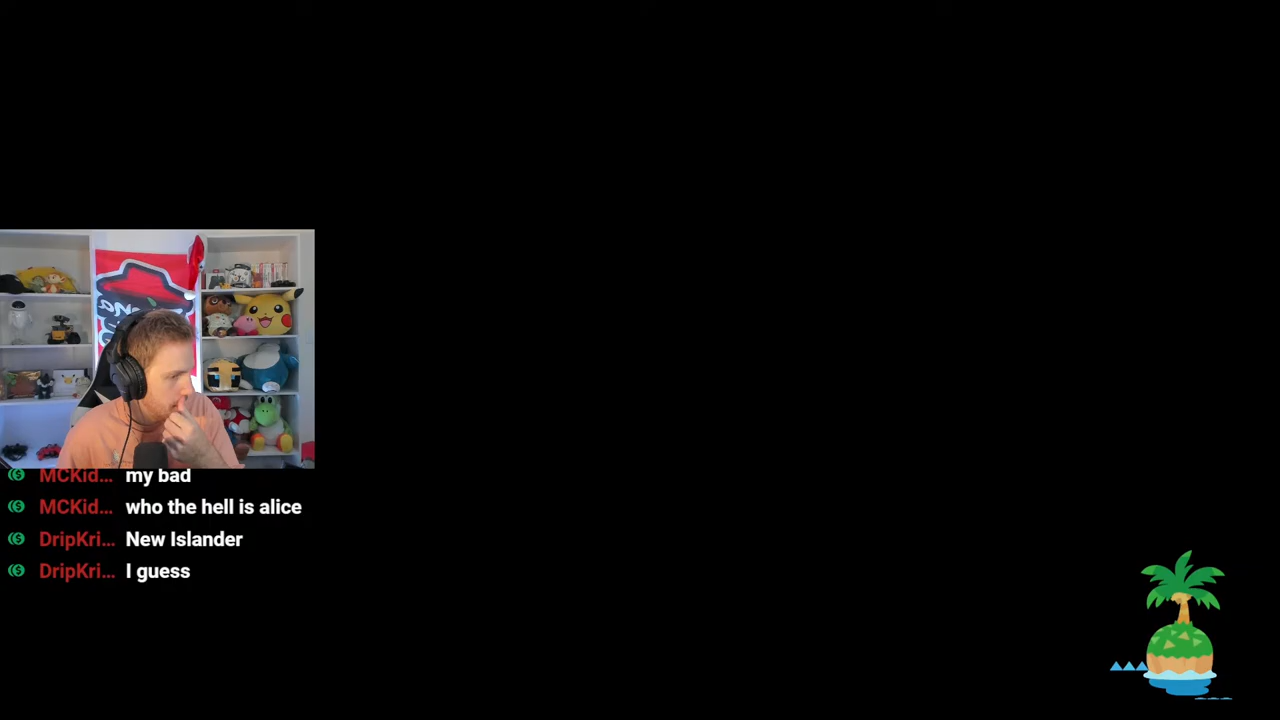 MCKid... my bad
MCKid... who the hell is alice
DripKri... New Islander
DripKri... I guess